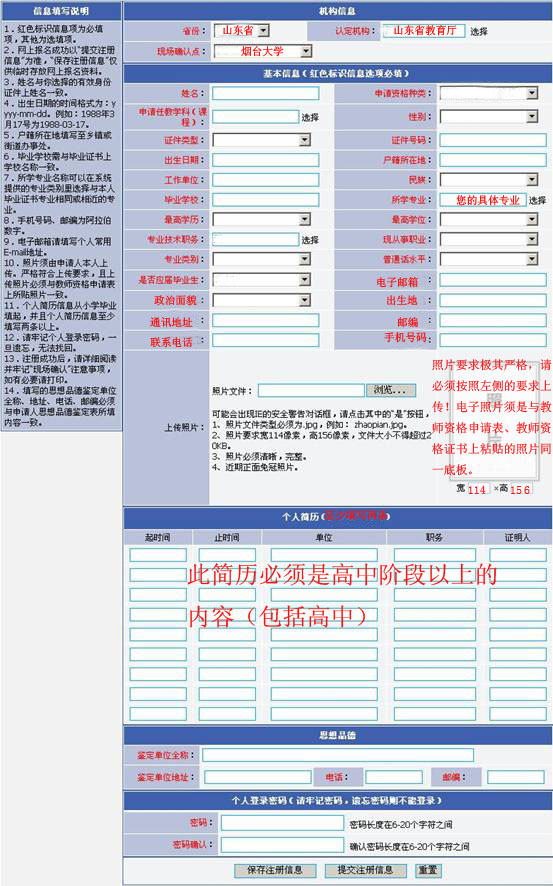 信息填写说明
1．红色标识信息项为必填
项，其他为选填项。
2．网上报名成功以“提交注册
信息”为准，“保存注册信息”仅
供临时存放网上报名资料。
3．姓名与你选择的有效身份
证件上姓名一致。
4．出生日期的时间格式为：y
yyy-mm-dd。例如：1988年3
月17号为1988-03-17。
5．户籍所在地填写至乡镇或
街道办事处。
6．毕业学校需与毕业证书上
学校名称一致。
7．所学专业名称可以在系统
提供的专业类别里选择与本人
毕业证书专业相同或相近的专
业。
8．手机号码、邮编为阿拉伯
数字。
9．电子邮箱请填写个人常用
E-mail地址。
10．照片须由申请人本人上
传。严格符合上传要求，且上
传照片必须与教师资格申请表
上所贴照片一致。
11．个人简历信息从小学毕业
填起，并且个人简历信息至少
填写两条以上。
12．请牢记个人登录密码，一
旦遗忘，无法找回。
13．注册成功后，请详细阅读
并牢记“现场确认”注意事项，
如有必要请打印。
14．填写的思想品德鉴定单位
全称、地址、电话、邮编必须
与申请人思想品德鉴定表所填
内容一致。
机构信息
省份： 山东省 认定机构： 山东省教育厅 选择
现场确认点： 烟台大学
基本信息（红色标识信息选项必填）
姓名： 申请资格种类：
申请任教学科（课
程）： 选择 性别：
证件类型： 证件号码：
出生日期： 户籍所在地：
工作单位： 民族：
毕业学校： 所学专业： 您的具体专业 选择
最高学历： 最高学位：
专业技术职务： 选择 现从事职业：
专业类别： 普通话水平：
是否应届毕业生： 电子邮箱：
政治面貌： 出生地：
通讯地址： 邮编：
联系电话： 手机号码：
上传照片：
照片文件： 浏览...
可能会出现IE的安全警告对话框，请点击其中的“是”按钮，
1、照片文件类型必须为.jpg，例如：zhaopian.jpg。
2、照片要求宽114像素，高156像素，文件大小不得超过2
0KB。
3、照片必须清晰，完整。
4、近期正面免冠照片。
照片要求极其严格，请
必须按照左侧的要求上
传！电子照片须是与教
师资格申请表、教师资
格证书上粘贴的照片同
一底板。
宽 114 ×高 156
个人简历（
起时间 止时间 单位 职务 证明人
此简历必须是高中阶段以上的
内容（包括高中）
思想品德
鉴定单位全称：
鉴定单位地址： 电话： 邮编：
个人登录密码（请牢记密码，遗忘密码则不能登录）
密码： 密码长度在6-20个字符之间
密码确认： 确认密码长度在6-20个字符之间
保存注册信息 提交注册信息 重置